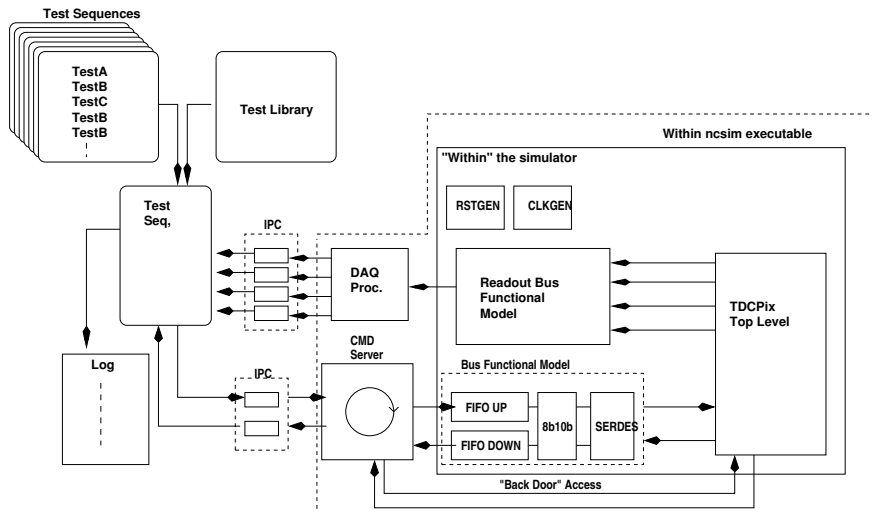 Test Sequences
TestA
TestB
TestC
TestB
TestB
Test Library
Within ncsim executable
"Within" the simulator
RSTGEN
CLKGEN
Test
Seq,
IPC
DAQ
Proc.
Readout Bus
Functional
Model
TDCPix
Top Level
Log
IPC
CMD
Server
Bus Functional Model
FIFO UP
FIFO DOWN
8b10b
SERDES
"Back Door" Access